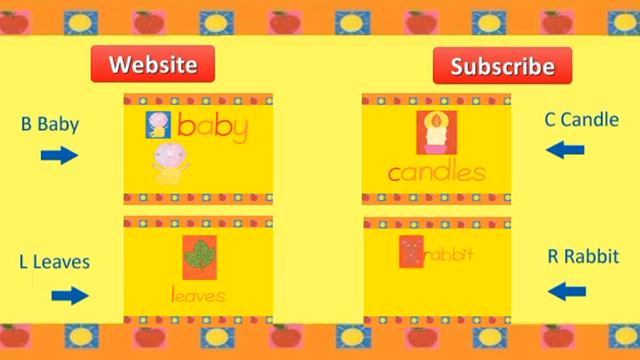 Website
Subscribe
B Baby
baby
C Candle
candles
L Leaves
leaves
R Rabbit
rabbit